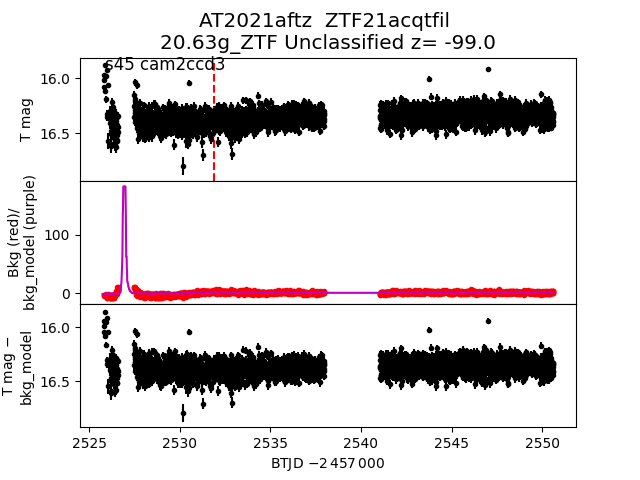 AT2021aftz  ZTF21acqtfil
20.63g_ZTF Unclassified z= -99.0
s45 cam2ccd3
16.0
16.5
T mag
100
0
Bkg (red)/
bkg_model (purple)
16.0
16.5
T mag −
bkg_model
2525
2530
2535
2540
2545
2550
BTJD −2 457 000